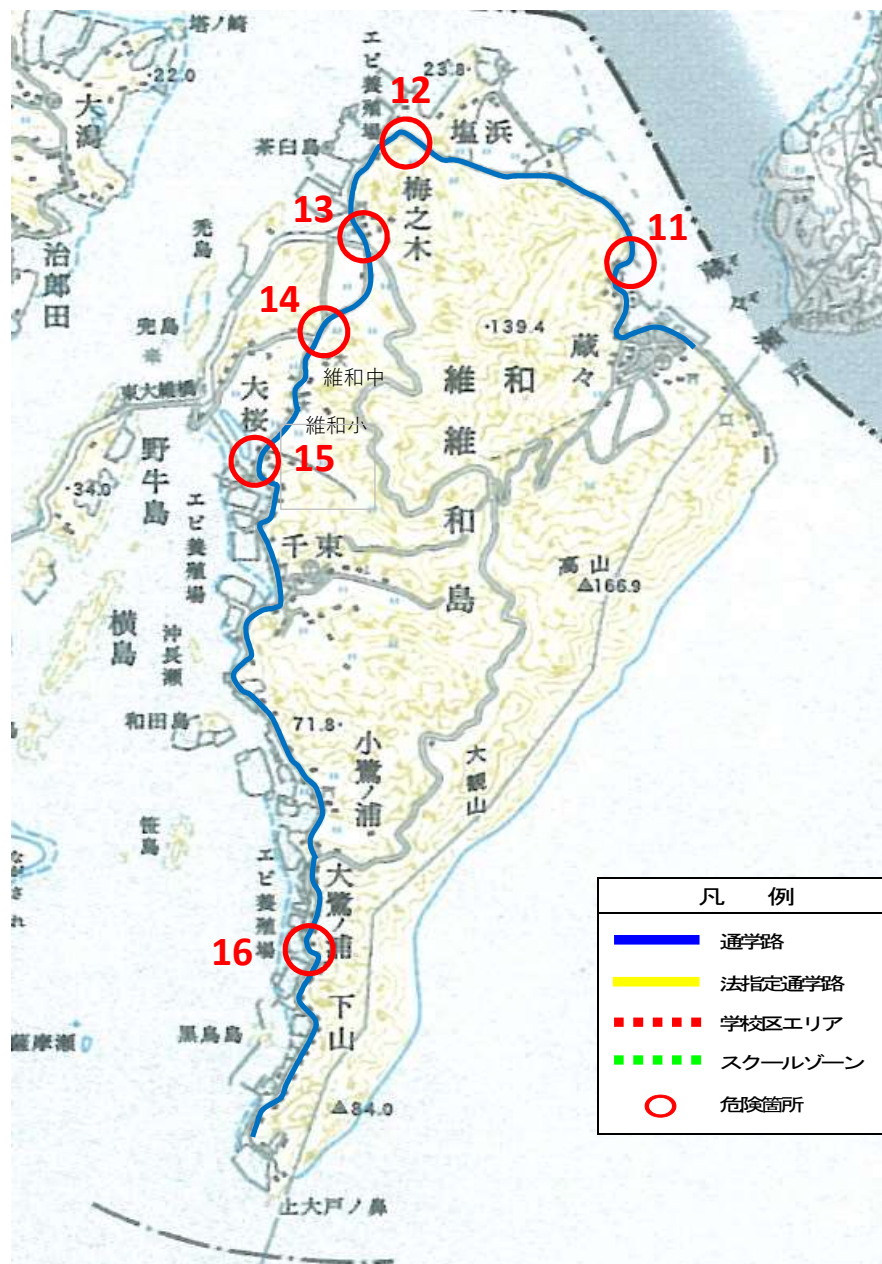 塔ノ崎
22.0
大潟
エビ養殖場
23.8
12
塩浜
茶臼島
梅之木
13
11
兜島
治郎田
14
139.4
蔵々
維和
維和中
東大維橋
大桜
維和小
15
野牛島
34.0
エビ養殖場
千束
維和島
高山
166.9
横島
沖長瀬
和田島
71.8
小鷲ノ浦
大観山
笹島
エビ養殖場
大鷲ノ浦
16
下山
黒島島
薩摩瀬
84.0
上大戸ノ鼻
凡 例
通学路
法指定通学路
学校区エリア
スクールゾーン
危険箇所